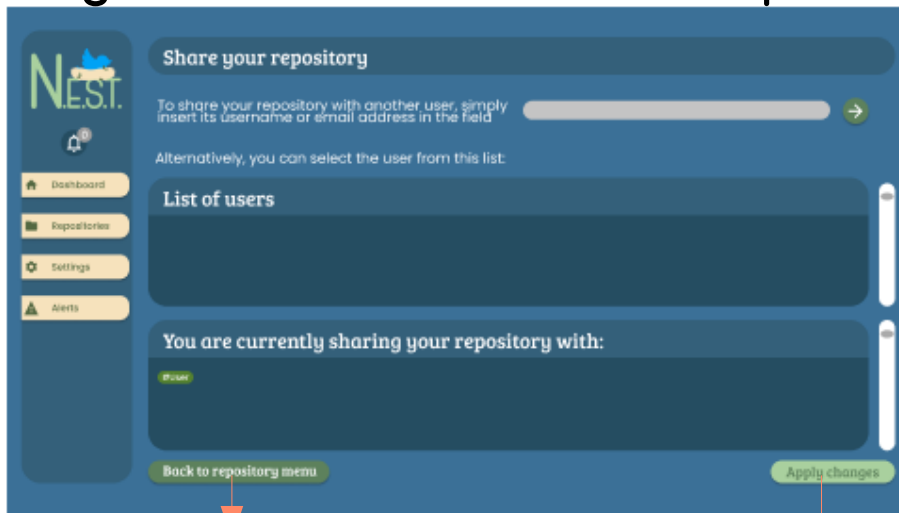 Share your repository
N.E.S.T.
To share your repository with another user, simply
insert its username or email address in the field
0
Alternatively, you can select the user from this list:
Dashboard
List of users
Repositories
Settings
Alerts
You are currently sharing your repository with:
#User
Back to repository menu
Apply changes